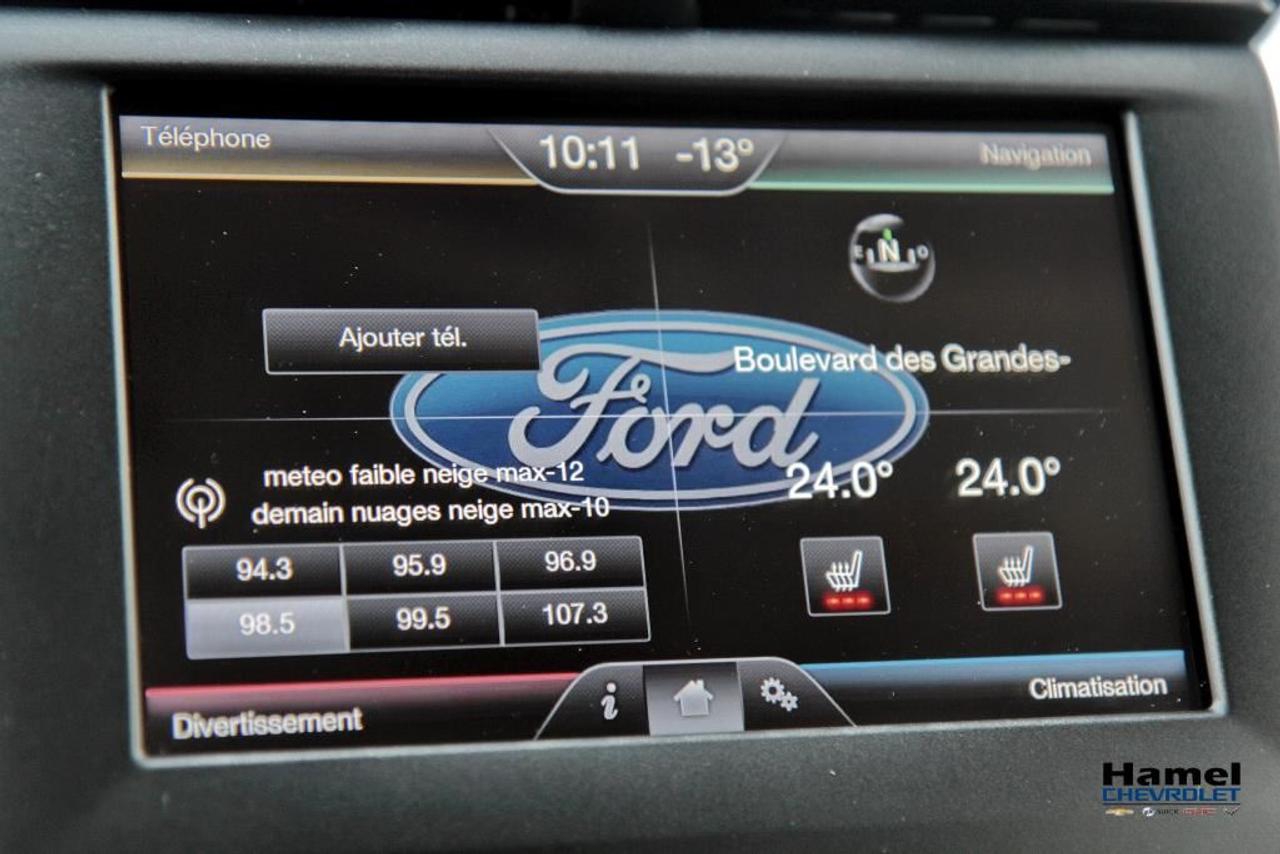 Téléphone
10:11 -13°
Navigation
E N O
Ajouter tél.
Boulevard des Grandes-
Ford
meteo faible neige max-12
demain nuages neige max-10
24.0° 24.0°
94.3 95.9 96.9
98.5 99.5 107.3
Divertissement
i
Climatisation
Hamel
CHEVROLET
BUICK GMC